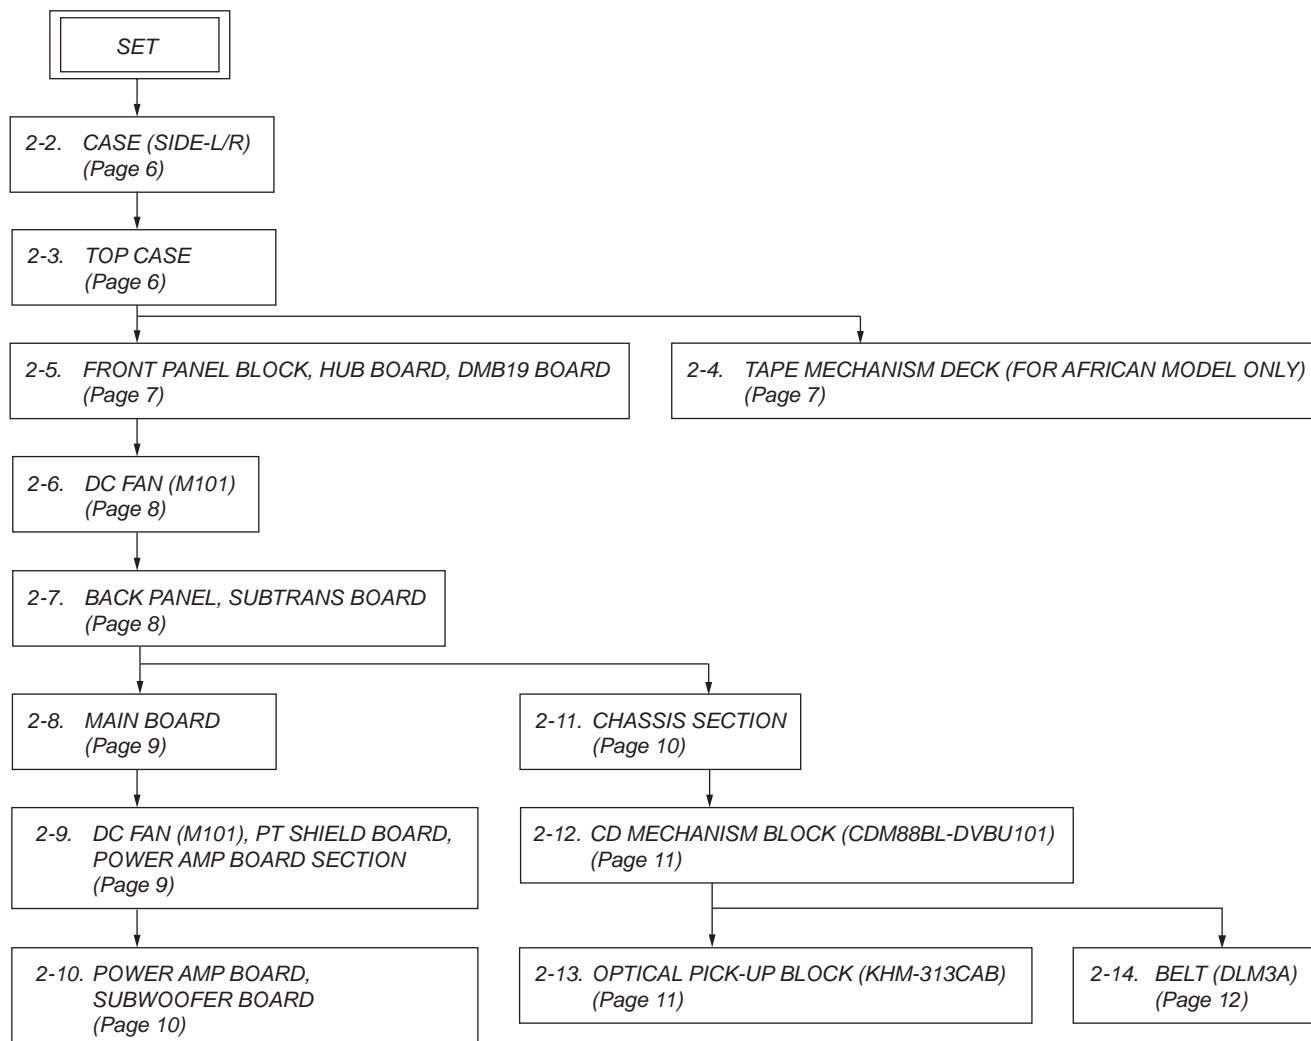 SET
2-2. CASE (SIDE-L/R)
(Page 6)
2-3. TOP CASE
(Page 6)
2-5. FRONT PANEL BLOCK, HUB BOARD, DMB19 BOARD
(Page 7)
2-4. TAPE MECHANISM DECK (FOR AFRICAN MODEL ONLY)
(Page 7)
2-6. DC FAN (M101)
(Page 8)
2-7. BACK PANEL, SUBTRANS BOARD
(Page 8)
2-8. MAIN BOARD
(Page 9)
2-11. CHASSIS SECTION
(Page 10)
2-9. DC FAN (M101), PT SHIELD BOARD,
POWER AMP BOARD SECTION
(Page 9)
2-12. CD MECHANISM BLOCK (CDM88BL-DVBU101)
(Page 11)
2-10. POWER AMP BOARD,
SUBWOOFER BOARD
(Page 10)
2-13. OPTICAL PICK-UP BLOCK (KHM-313CAB)
(Page 11)
2-14. BELT (DLM3A)
(Page 12)